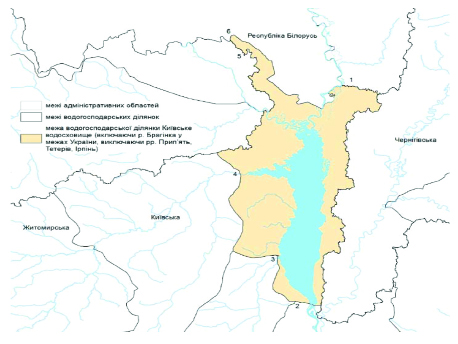 6
Республіка Білорусь
5
1
межі адміністративних областей
межі водогосподарських ділянок
межа водогосподарської ділянки Київське
водосховище (включаючи р. Брагінка у
межах України, виключаючи рр. Прип'ять,
Тетерів, Ірпінь)
Чернігівська
4
Київська
Житомирська
3
2